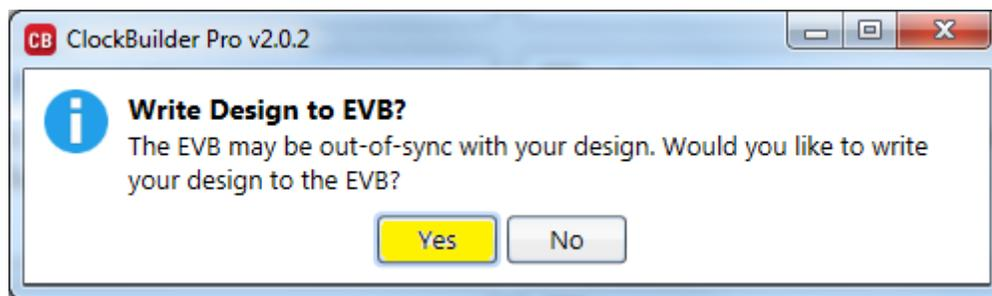 CB ClockBuilder Pro v2.0.2
Write Design to EVB?
The EVB may be out-of-sync with your design. Would you like to write
your design to the EVB?
Yes No